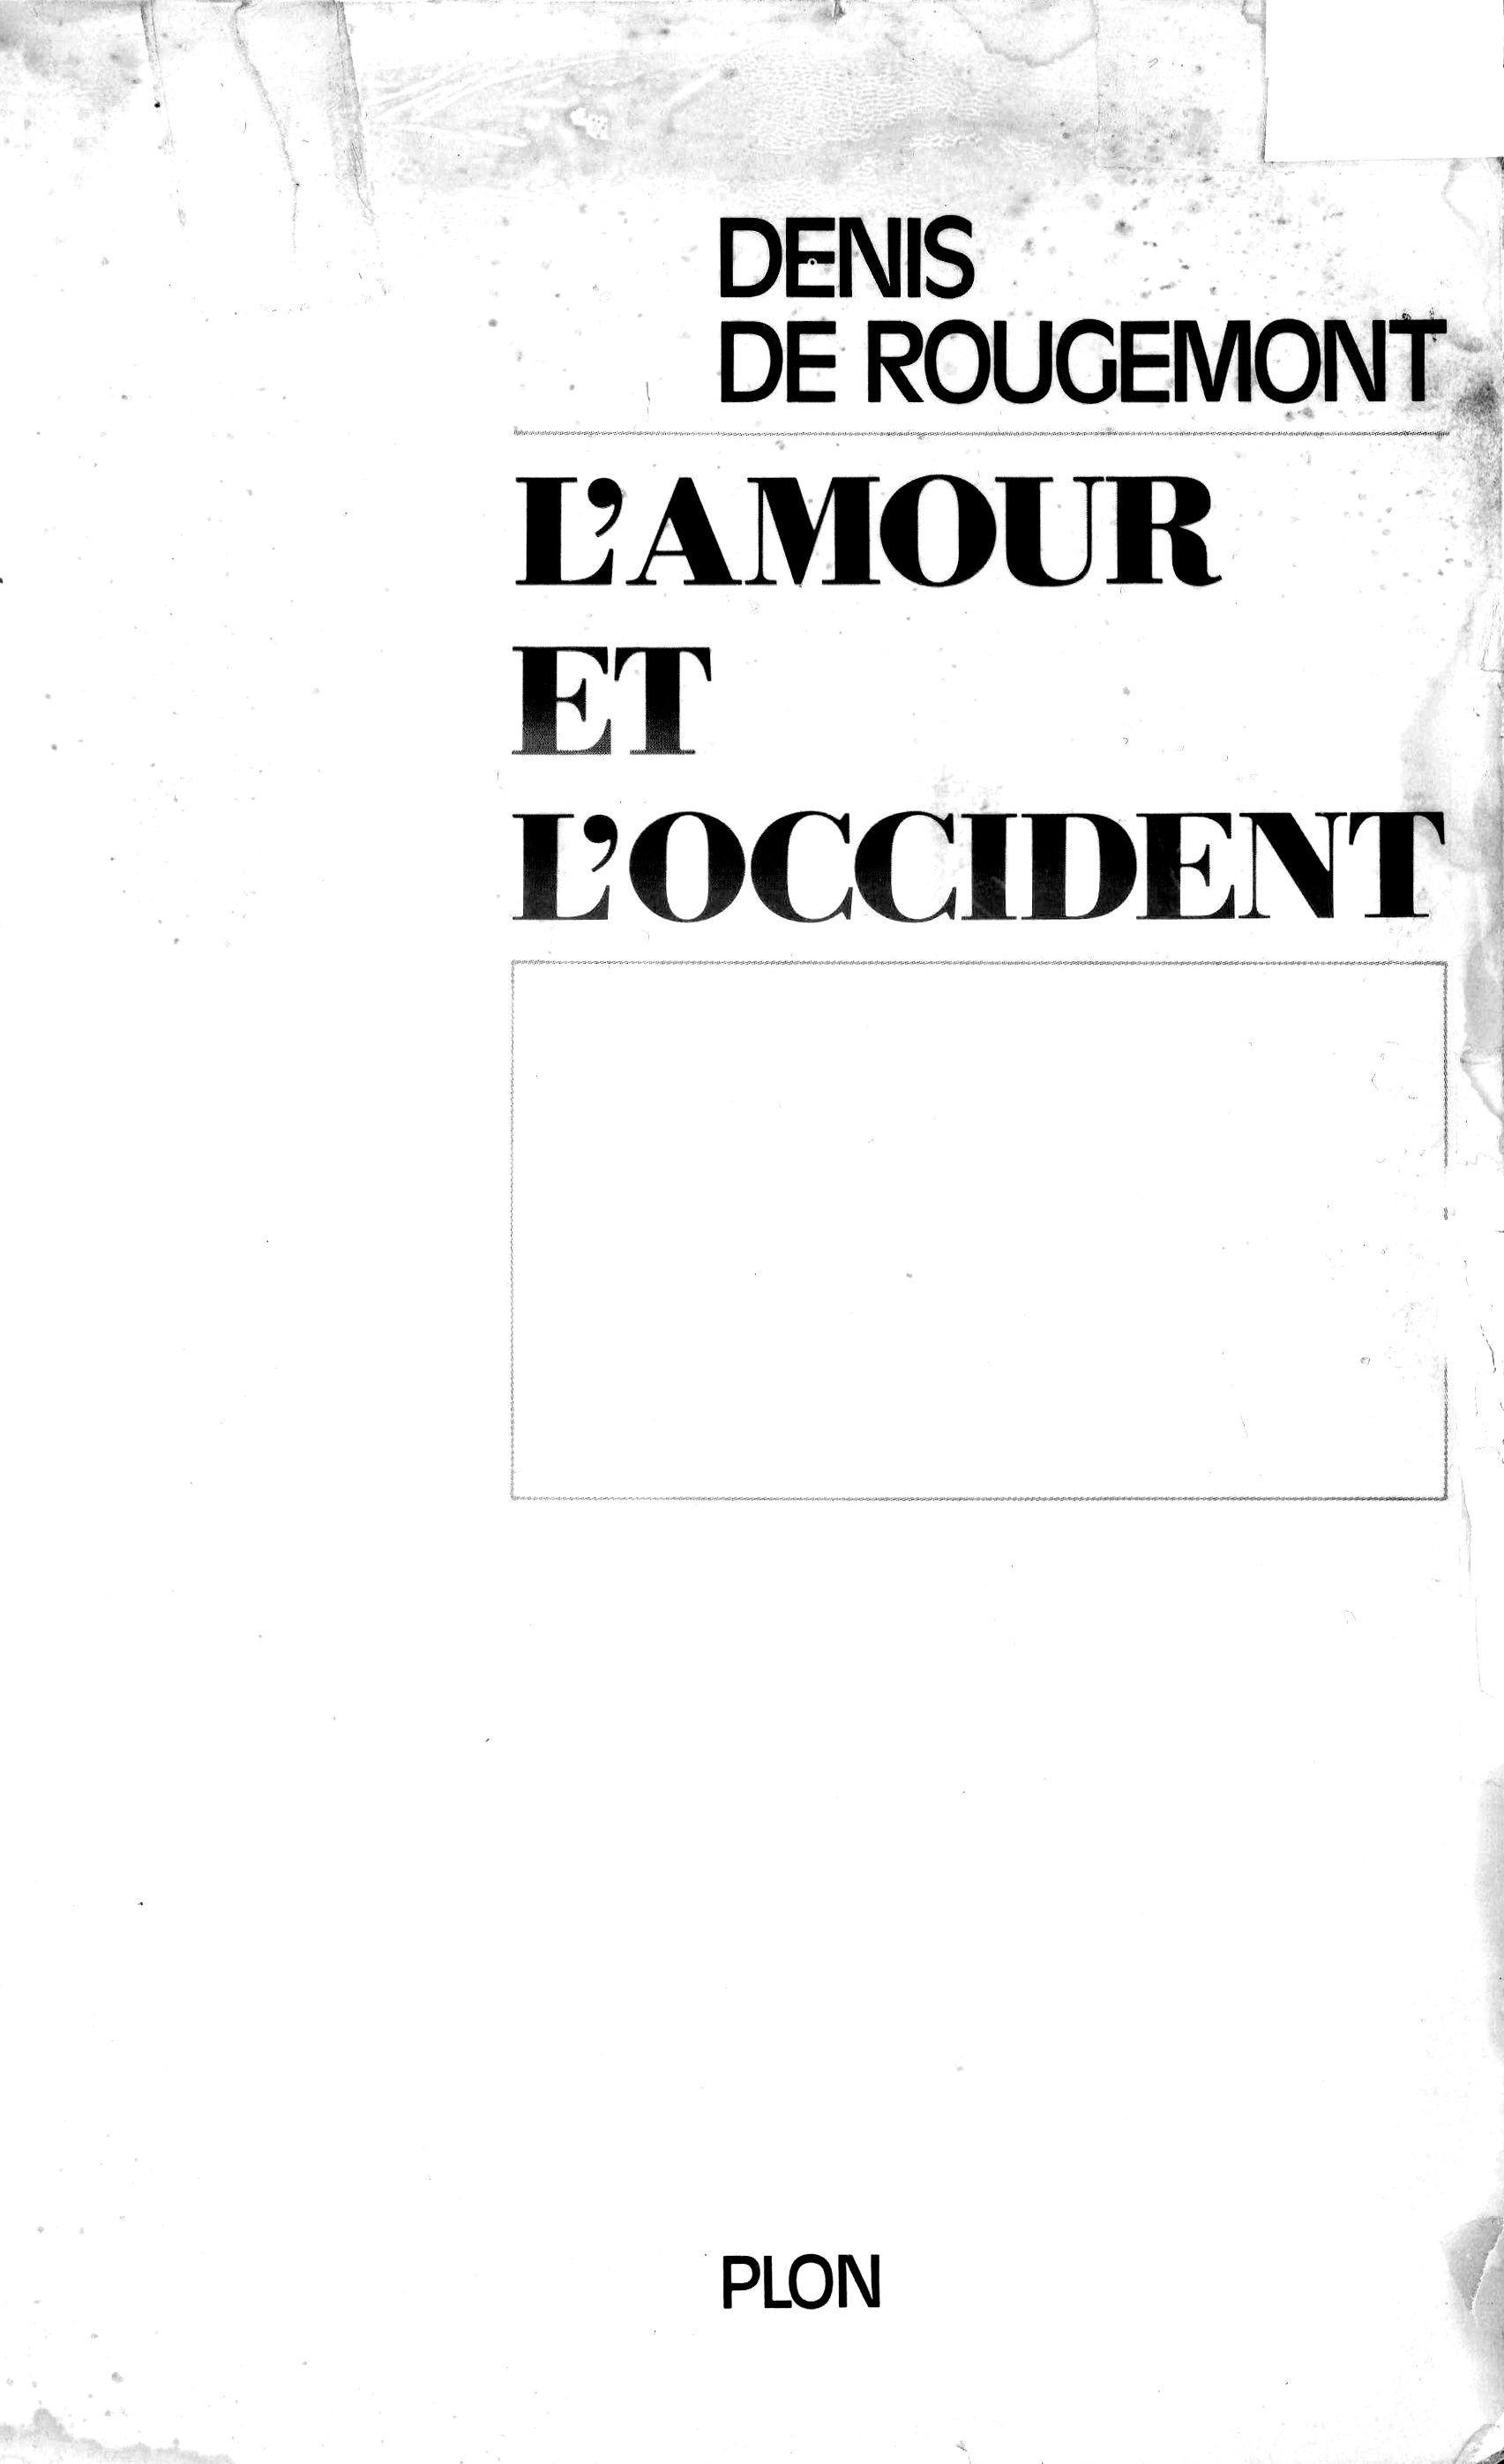 DENIS
DE ROUGEMONT
L'AMOUR
ET
L'OCCIDENT
PLON